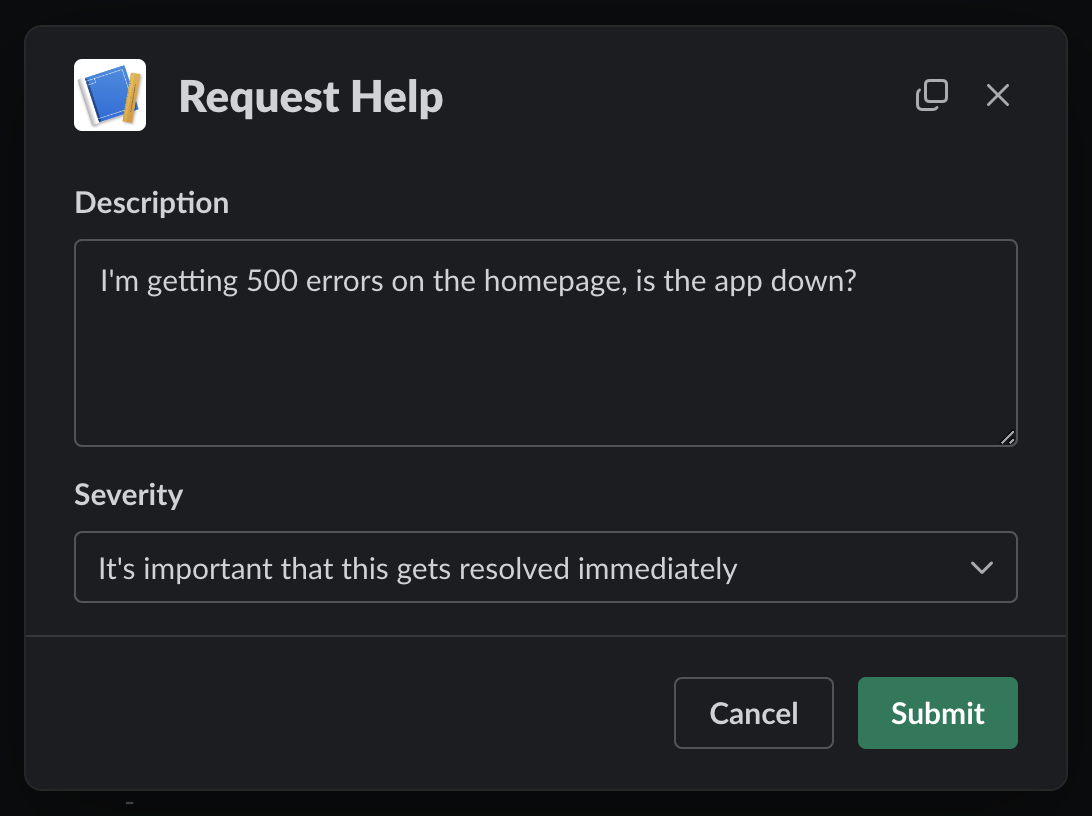 Request Help
Description
I'm getting 500 errors on the homepage, is the app down?
Severity
It's important that this gets resolved immediately
Cancel
Submit